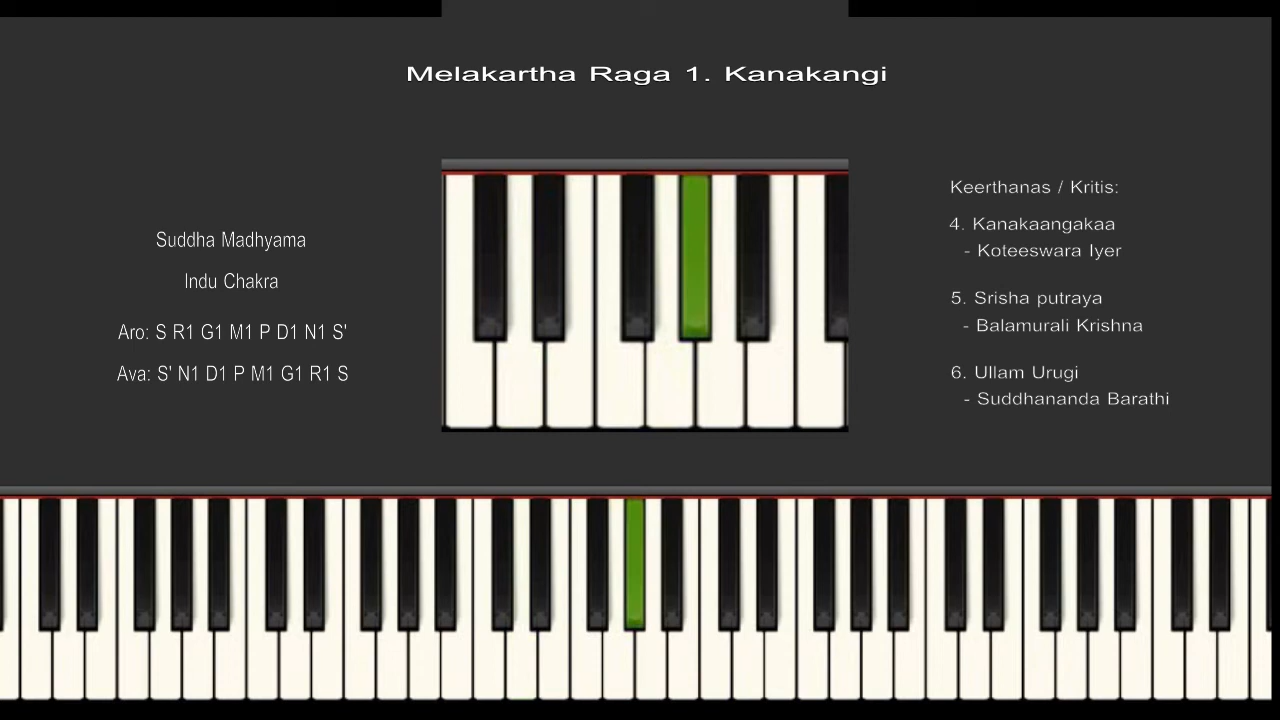 Melakartha Raga 1. Kanakangi
Suddha Madhyama
Indu Chakra
Aro: S R1 G1 M1 P D1 N1 S'
Ava: S' N1 D1 P M1 G1 R1 S
Keerthanas / Kritis:
4. Kanakaangakaa
- Koteeswara Iyer
5. Srisha putraya
- Balamurali Krishna
6. Ullam Urugi
- Suddhananda Barathi